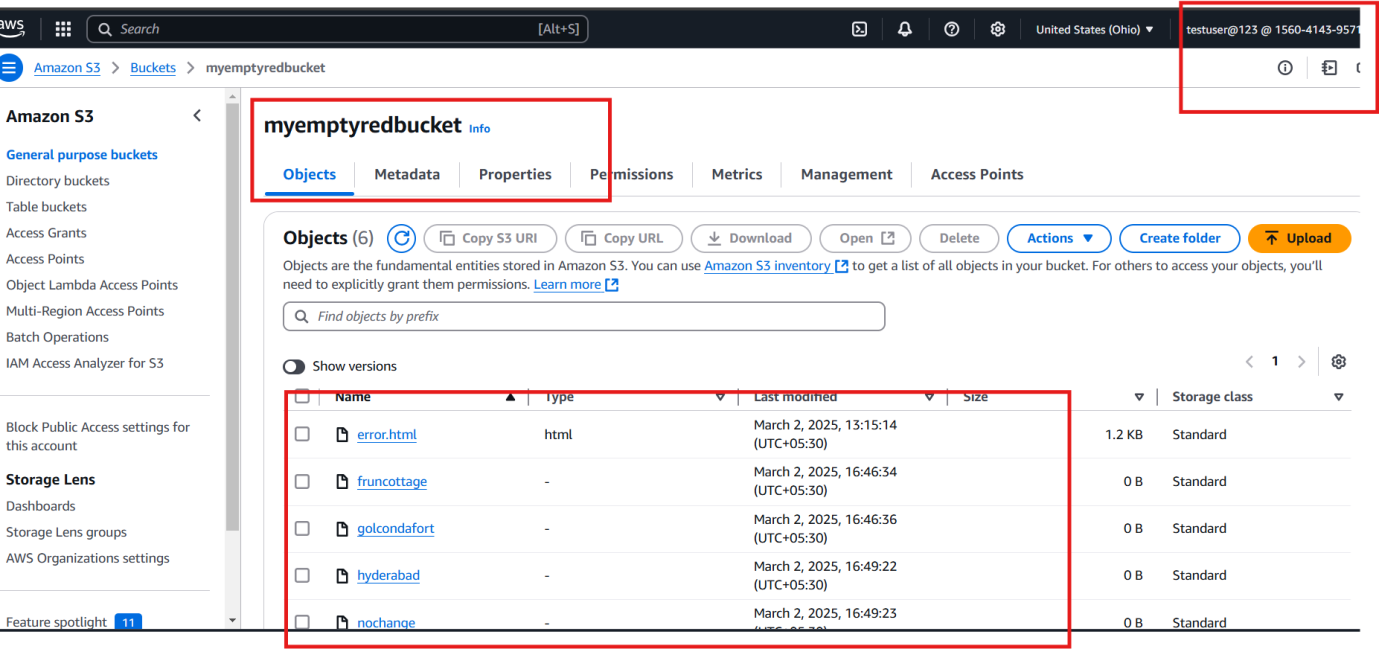 aws
Search [Alt+S] United States (Ohio) testuser@123 @ 1560-4143-9571
Amazon S3 > Buckets > myemptyredbucket
Amazon S3
General purpose buckets
Directory buckets
Table buckets
Access Grants
Access Points
Object Lambda Access Points
Multi-Region Access Points
Batch Operations
IAM Access Analyzer for S3
Block Public Access settings for
this account
Storage Lens
Dashboards
Storage Lens groups
AWS Organizations settings
Feature spotlight 11
myemptyredbucket Info
Objects Metadata Properties Permissions Metrics Management Access Points
Objects (6) Copy S3 URI Copy URL Download Open Delete Actions Create folder Upload
Objects are the fundamental entities stored in Amazon S3. You can use Amazon S3 inventory to get a list of all objects in your bucket. For others to access your objects, you'll
need to explicitly grant them permissions. Learn more
Find objects by prefix
Show versions
1
Name Type Last modified Size Storage class
error.html html March 2, 2025, 13:15:14 (UTC+05:30) 1.2 KB Standard
fruncottage - March 2, 2025, 16:46:34 (UTC+05:30) 0 B Standard
golcondafort - March 2, 2025, 16:46:36 (UTC+05:30) 0 B Standard
hyderabad - March 2, 2025, 16:49:22 (UTC+05:30) 0 B Standard
nochange - March 2, 2025, 16:49:23 0 B Standard